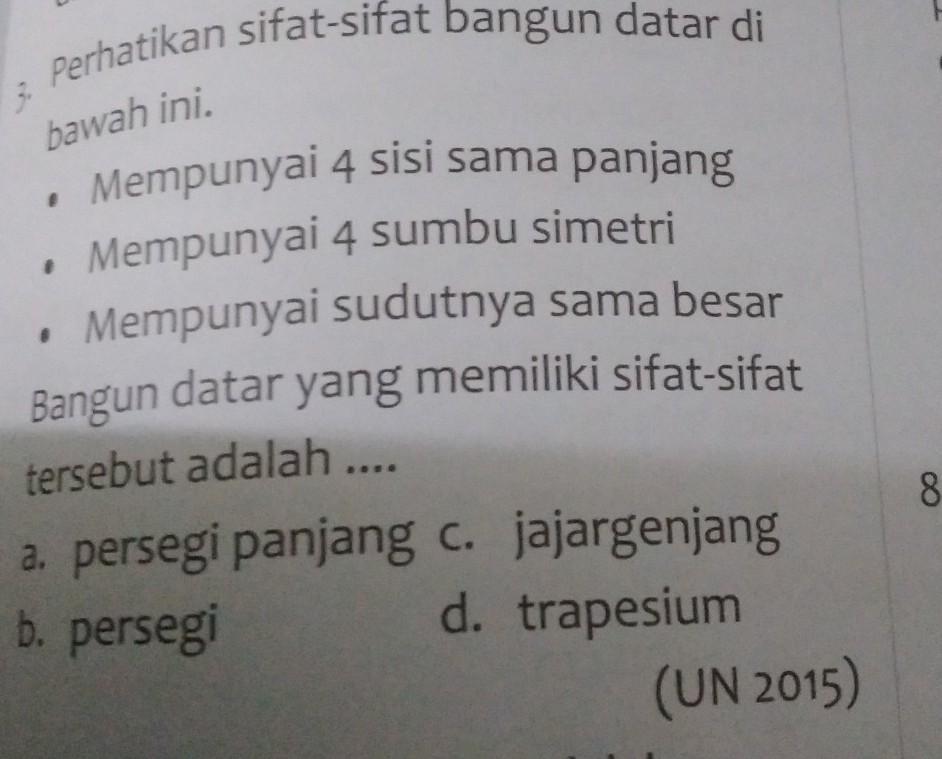 3. Perhatikan sifat-sifat bangun datar di
bawah ini.
• Mempunyai 4 sisi sama panjang
• Mempunyai 4 sumbu simetri
• Mempunyai sudutnya sama besar
Bangun datar yang memiliki sifat-sifat
tersebut adalah ....
a. persegi panjang c. jajargenjang
b. persegi d. trapesium
(UN 2015)
8